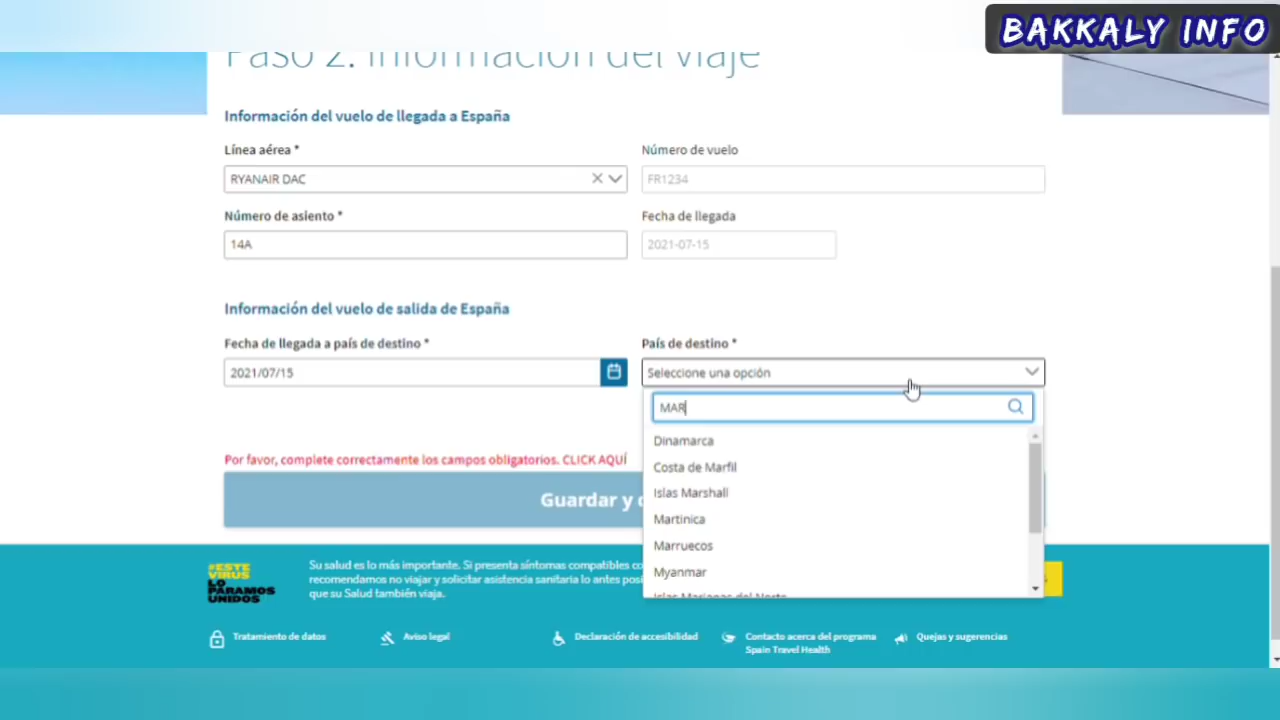 BAKKALY INFO
Paso 2. Información del viaje
Información del vuelo de llegada a España
Línea aérea *
Número de vuelo
RYANAIR DAC
FR1234
Número de asiento *
Fecha de llegada
14A
2021-07-15
Información del vuelo de salida de España
Fecha de llegada a país de destino *
País de destino *
2021/07/15
Seleccione una opción
MAR
Dinamarca
Costa de Marfil
Islas Marshall
Martinica
Marruecos
Myanmar
Islas Marianas del Norte
Por favor, complete correctamente los campos obligatorios. CLICK AQUÍ
Guardar y
#ESTE
VIRUS
LO
PARAMOS
UNIDOS
Su salud es lo más importante. Si presenta síntomas compatibles
recomendamos no viajar y solicitar asistencia sanitaria lo antes
que su Salud también viaja.
Tratamiento de datos
Aviso legal
Declaración de accesibilidad
Contacto acerca del programa
Spain Travel Health
Quejas y sugerencias